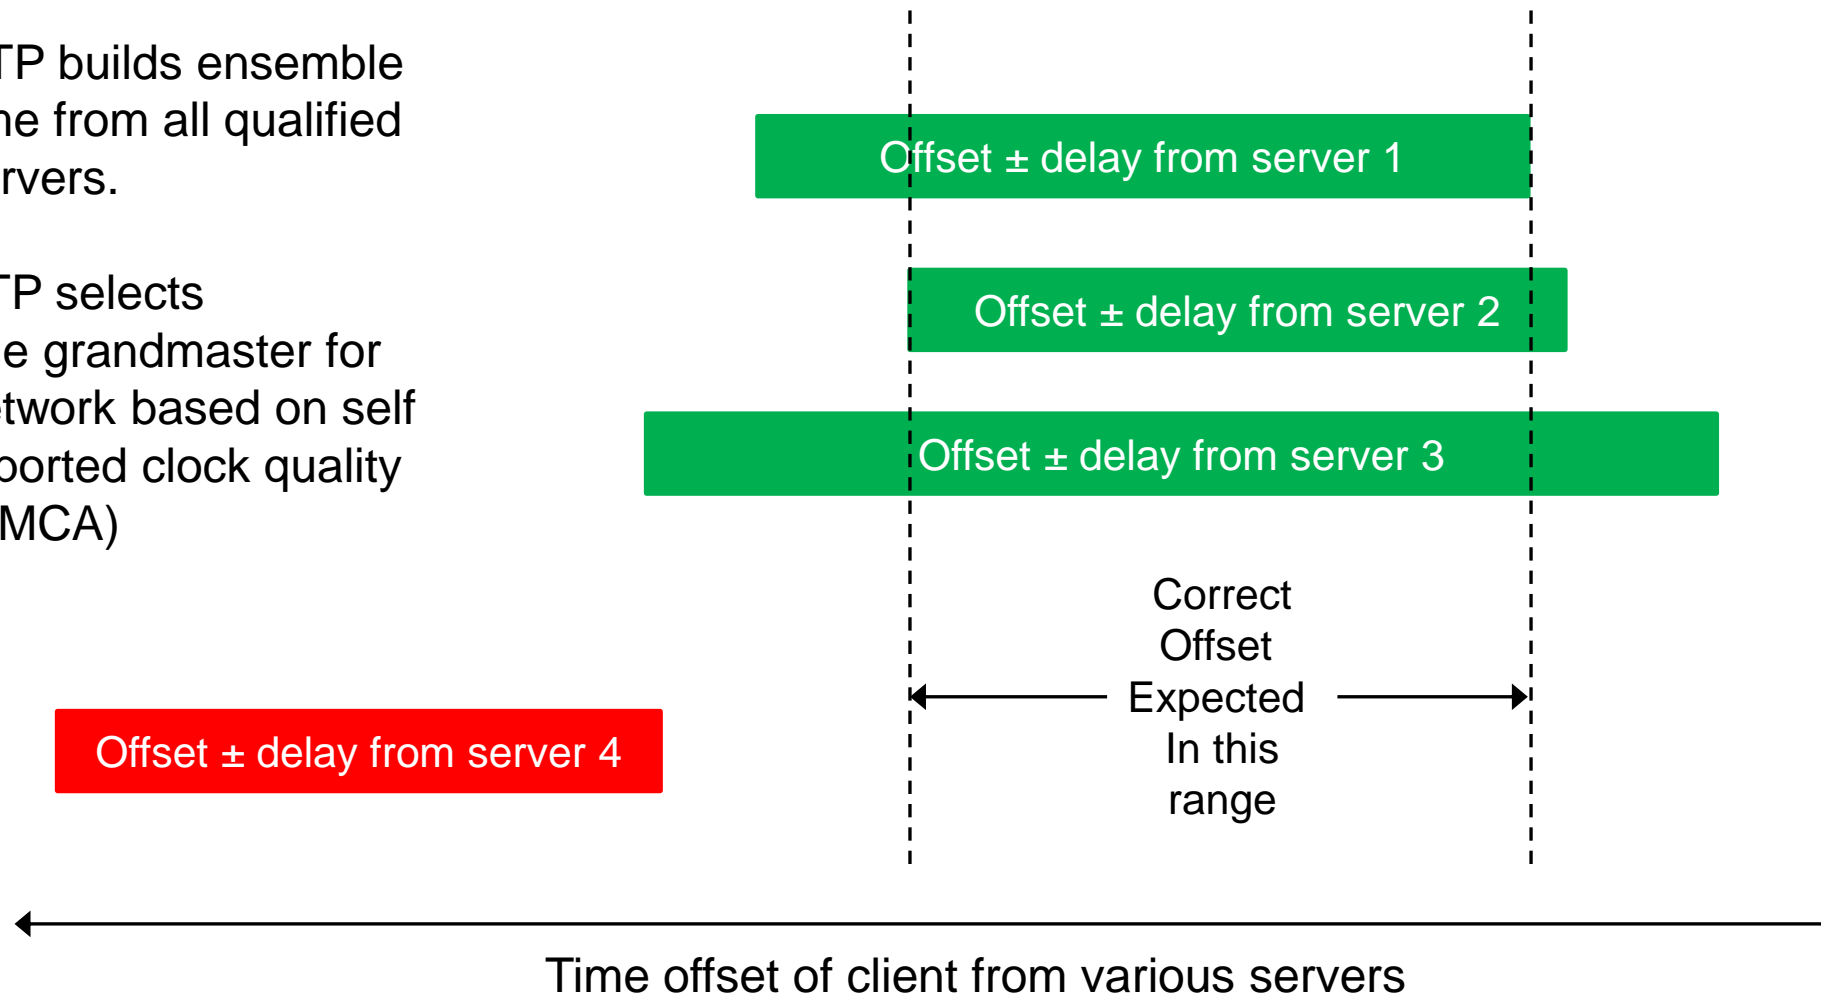 TP builds ensemble
ne from all qualified
rvers.
TP selects
e grandmaster for
etwork based on self
ported clock quality
MCA)
Offset ± delay from server 1
Offset ± delay from server 2
Offset ± delay from server 3
Correct
Offset
Expected
In this
range
Offset ± delay from server 4
Time offset of client from various servers